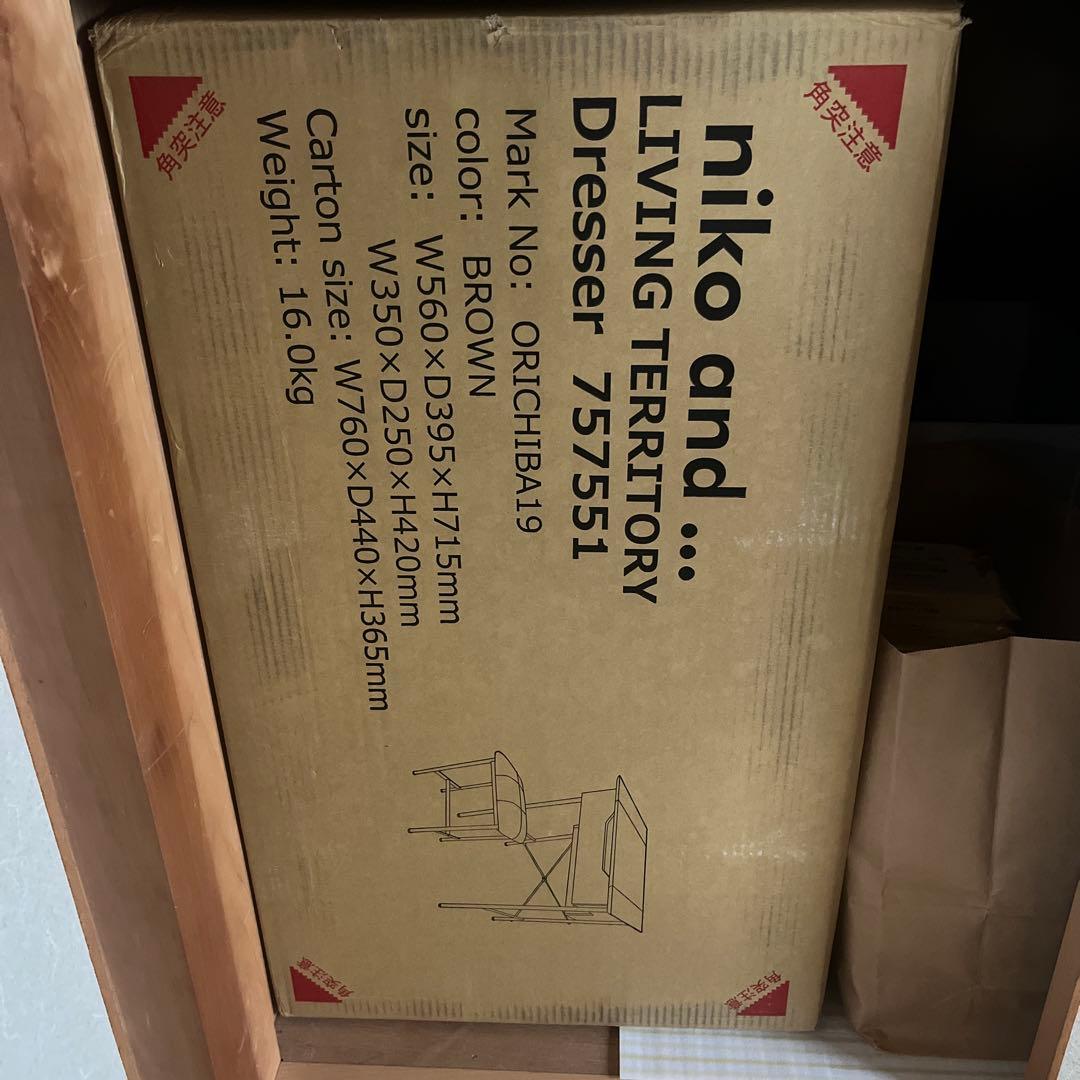 niko and ...
LIVING TERRITORY
Dresser 757551
Mark No: ORICHIBA19
color: BROWN
size: W560×D395×H715mm
W350×D250×H420mm
Carton size: W760×D440×H365mm
Weight: 16.0kg
角突注意
角突注意
角突注意
角突注意